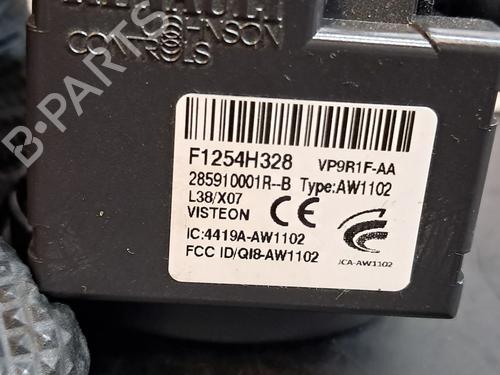 JOHNSON
CONTROLS
F1254H328 VP9R1F-AA
285910001R--B Type:AW1102
L38/X07
VISTEON CE
IC:4419A-AW1102
FCC ID/QI8-AW1102
JCA-AW1102
B-PARTS